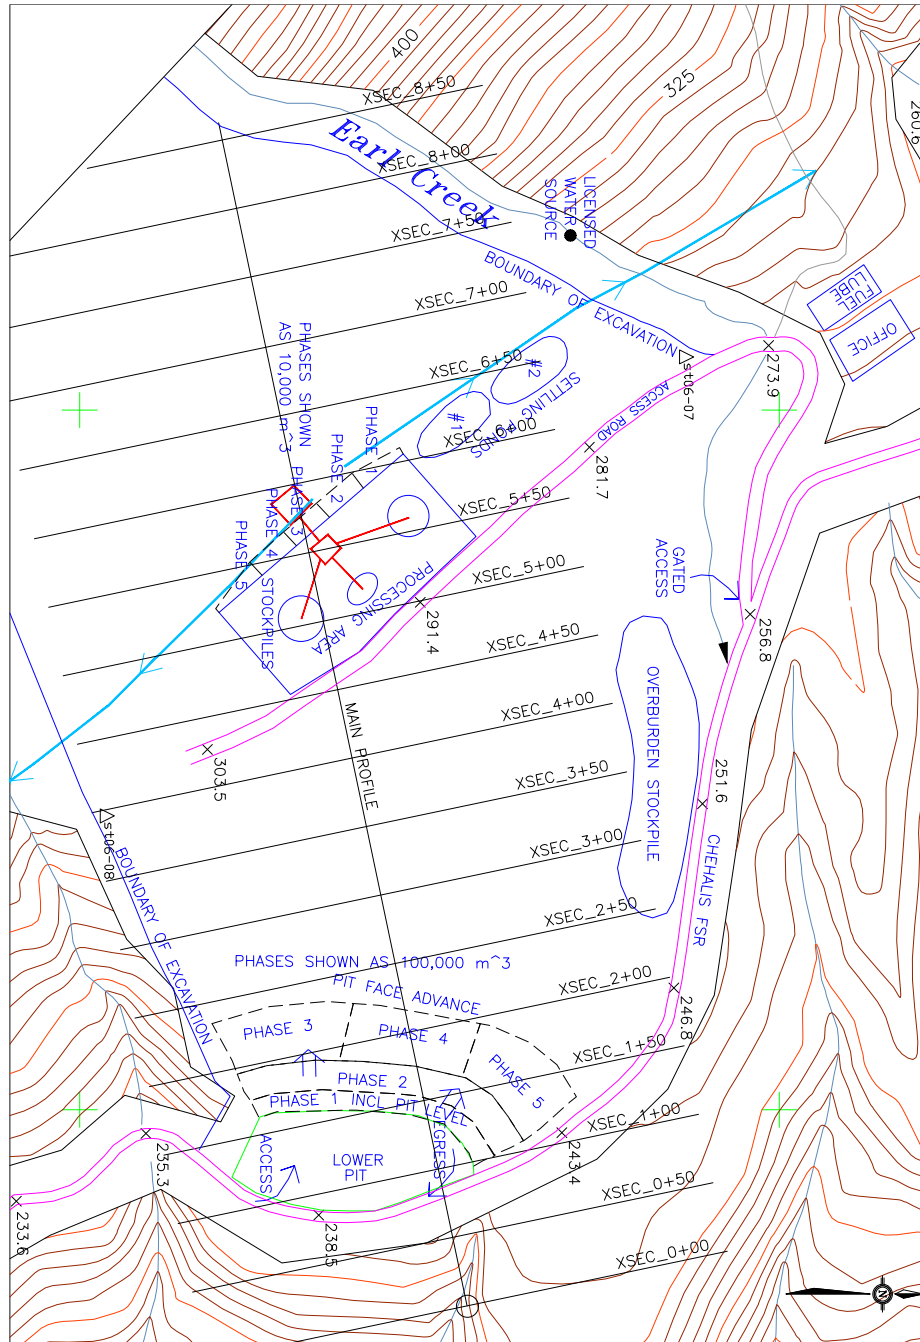 400
325
260.6
XSEC_8+50
Earl Creek
XSEC_8+00
LICENSED
WATER
SOURCE
XSEC_7+50
BOUNDARY OF EXCAVATION
XSEC_7+00
FUEL
LUBE
OFFICE
PHASES SHOWN
AS 10,000 m^3
XSEC_6+50
#2
SETTLING PONDS
st06-07
273.9
ACCESS ROAD
#1
XSEC_6+00
PHASE 1
PHASE 2
PHASE 3
PHASE 4
PHASE 5
281.7
XSEC_5+50
STOCKPILES
PROCESSING
AREA
XSEC_5+00
GATED
ACCESS
291.4
256.8
XSEC_4+50
MAIN PROFILE
XSEC_4+00
OVERBURDEN STOCKPILE
303.5
XSEC_3+50
251.6
st06-08
XSEC_3+00
CHEHALIS FSR
BOUNDARY OF EXCAVATION
XSEC_2+50
PHASES SHOWN AS 100,000 m^3
PIT FACE ADVANCE
XSEC_2+00
246.8
PHASE 3
PHASE 4
XSEC_1+50
PHASE 5
PHASE 2
PHASE 1 INCL PIT LEVEL
XSEC_1+00
243.4
235.3
ACCESS
LOWER
PIT
EGRESS
XSEC_0+50
233.6
238.5
XSEC_0+00
N